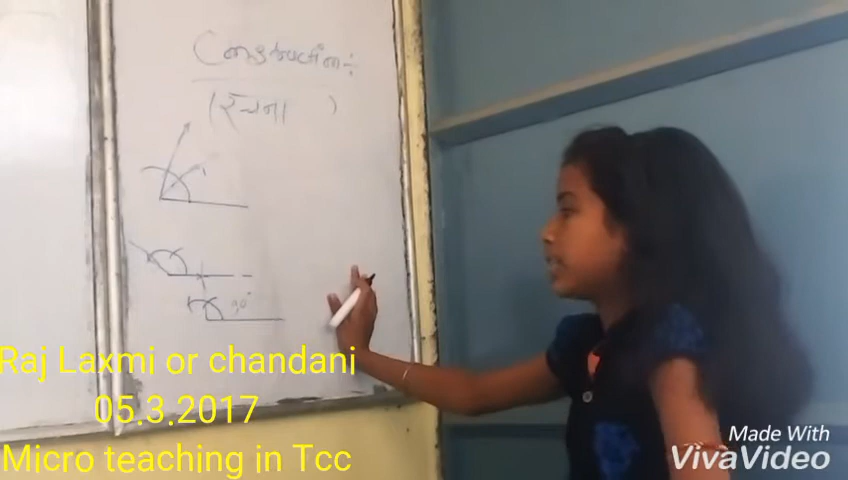 Construction:-
(रचना )
90°
Raj Laxmi or chandani
05.3.2017
Micro teaching in Tcc
Made With
VivaVideo